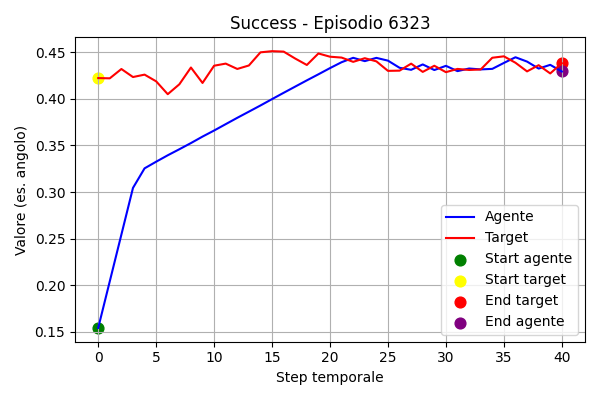 Success - Episodio 6323
Valore (es. angolo)
0.45
0.40
0.35
0.30
0.25
0.20
0.15
0
5
10
15
20
25
30
35
40
Step temporale
Agente
Target
Start agente
Start target
End target
End agente